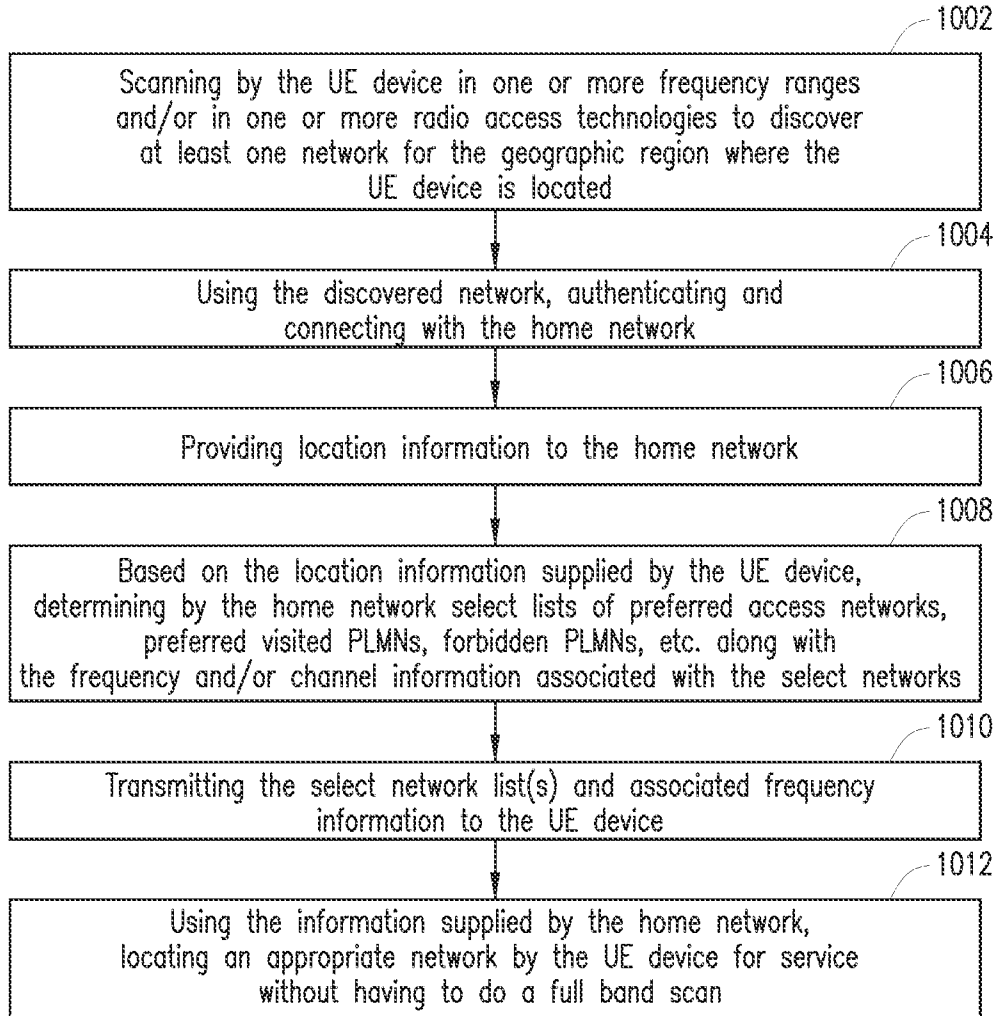 1002
Scanning by the UE device in one or more frequency ranges
and/or in one or more radio access technologies to discover
at least one network for the geographic region where the
UE device is located
1004
Using the discovered network, authenticating and
connecting with the home network
1006
Providing location information to the home network
1008
Based on the location information supplied by the UE device,
determining by the home network select lists of preferred access networks,
preferred visited PLMNs, forbidden PLMNs, etc. along with
the frequency and/or channel information associated with the select networks
1010
Transmitting the select network list(s) and associated frequency
information to the UE device
1012
Using the information supplied by the home network,
locating an appropriate network by the UE device for service
without having to do a full band scan